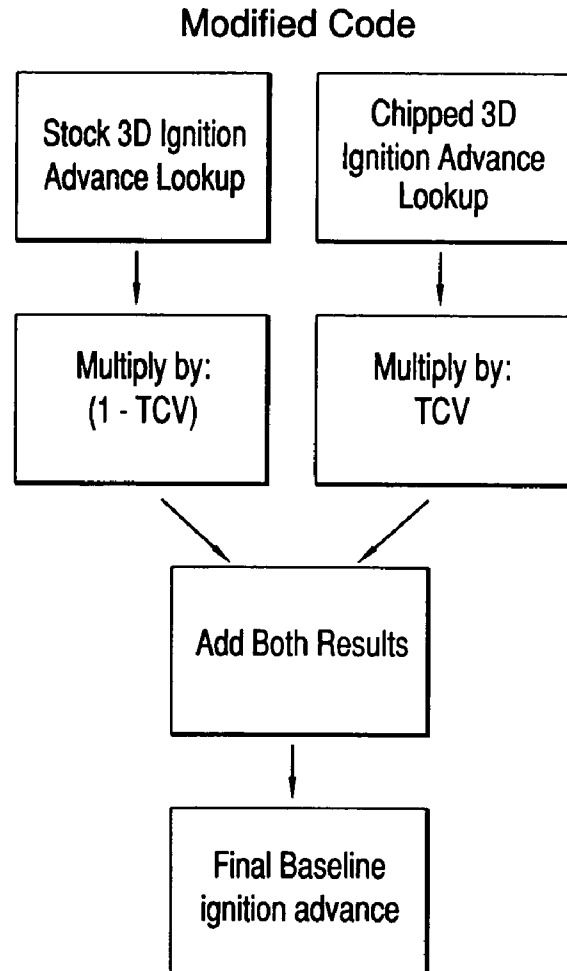 Modified Code
Stock 3D Ignition
Advance Lookup
Chipped 3D
Ignition Advance
Lookup
Multiply by:
(1 - TCV)
Multiply by:
TCV
Add Both Results
Final Baseline
ignition advance